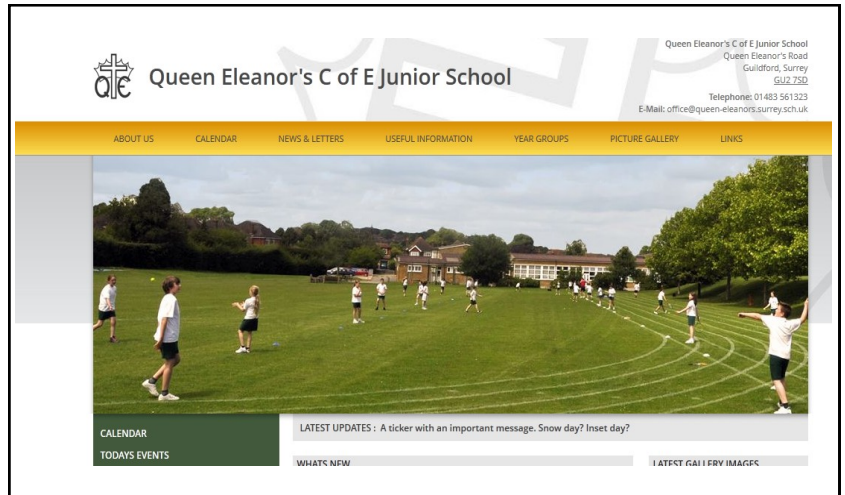 Queen Eleanor's C of E Junior School
Queen Eleanor's Road
Guildford, Surrey
GU2 7SD
Telephone: 01483 561323
E-Mail: office@queen-eleanors.surrey.sch.uk
QE
Queen Eleanor's C of E Junior School
ABOUT US CALENDAR NEWS & LETTERS USEFUL INFORMATION YEAR GROUPS PICTURE GALLERY LINKS
CALENDAR
TODAYS EVENTS
LATEST UPDATES : A ticker with an important message. Snow day? Inset day?
WHATS NEW
LATEST GALLERY IMAGES